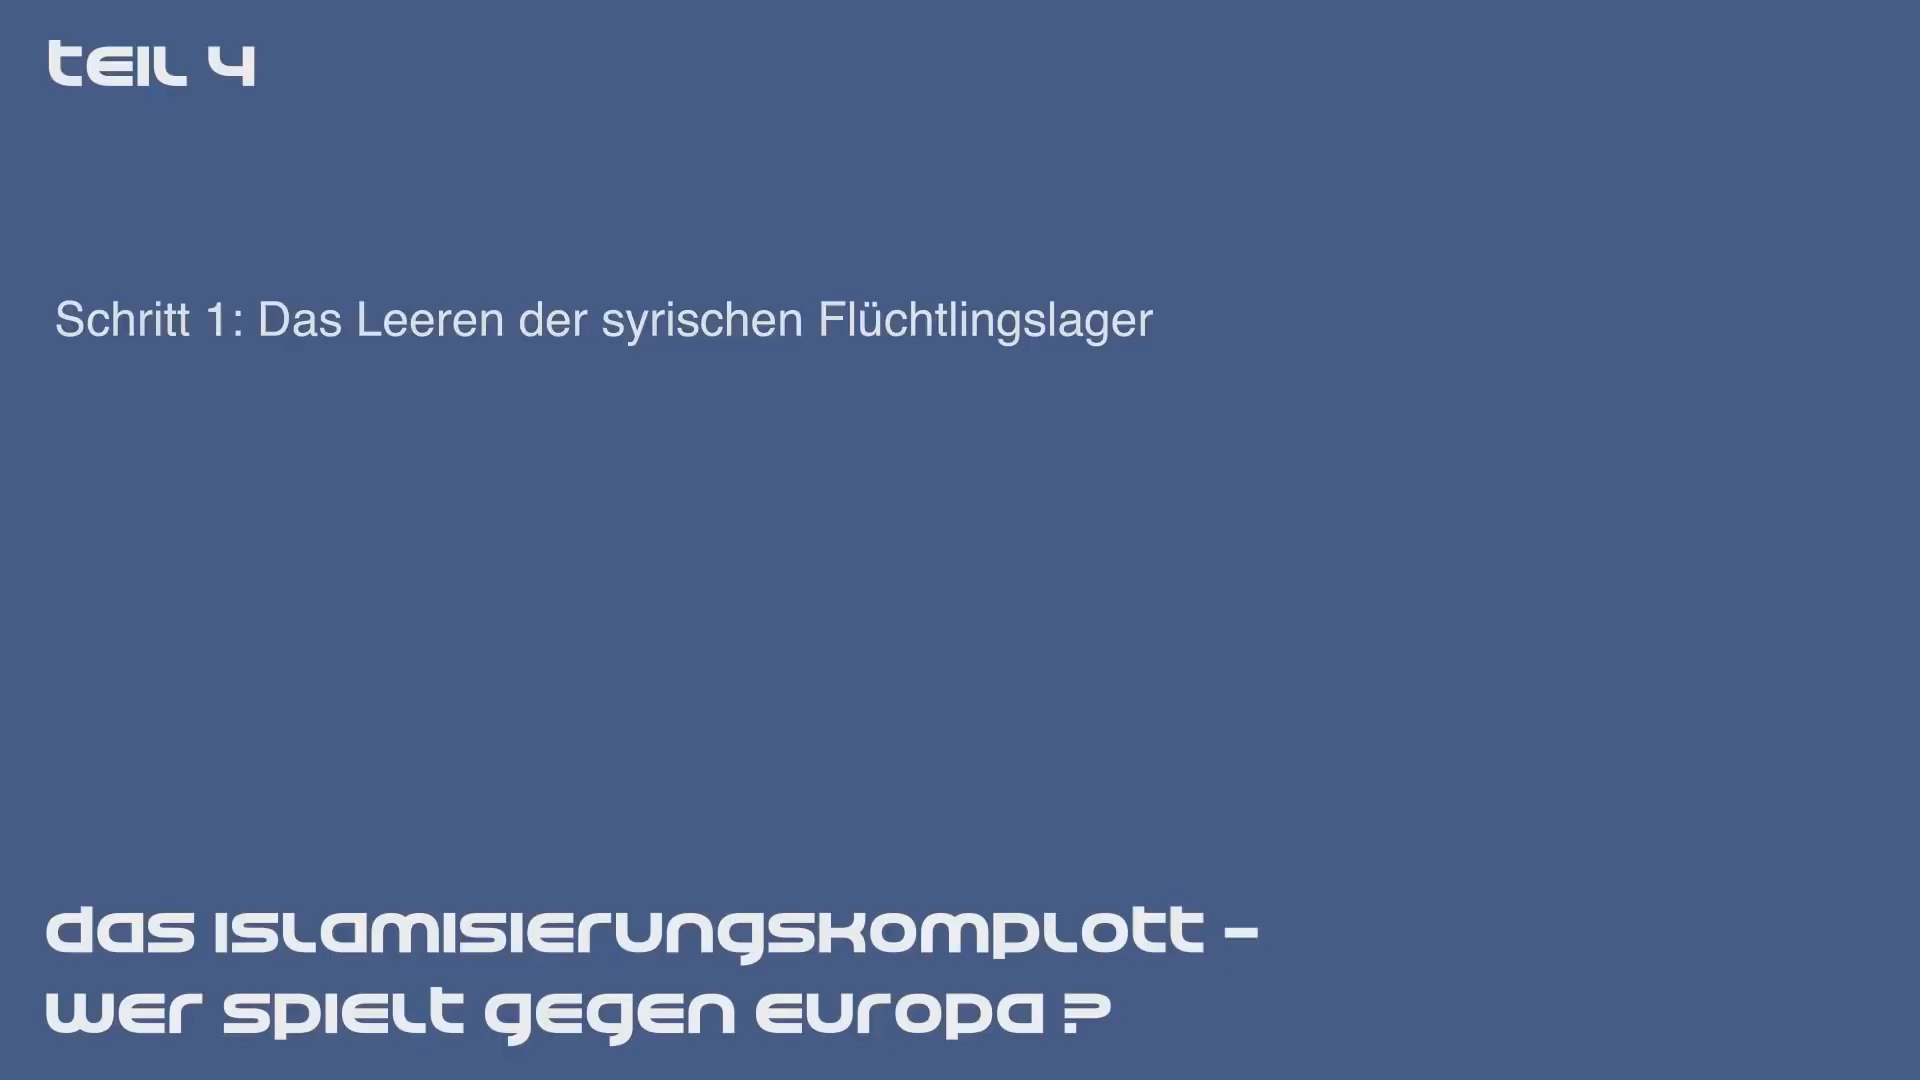 Teil 4
Schritt 1: Das Leeren der syrischen Flüchtlingslager
Das Islamisierungskomplott –
Wer spielt gegen Europa ?